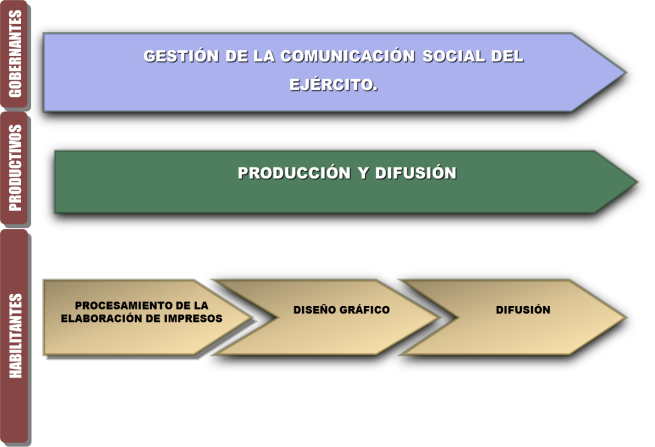 GOBERNANTES
GESTIÓN DE LA COMUNICACIÓN SOCIAL DEL
EJÉRCITO.
PRODUCTIVOS
PRODUCCIÓN Y DIFUSIÓN
HABILITANTES
PROCESAMIENTO DE LA
ELABORACIÓN DE IMPRESOS
DISEÑO GRÁFICO
DIFUSIÓN